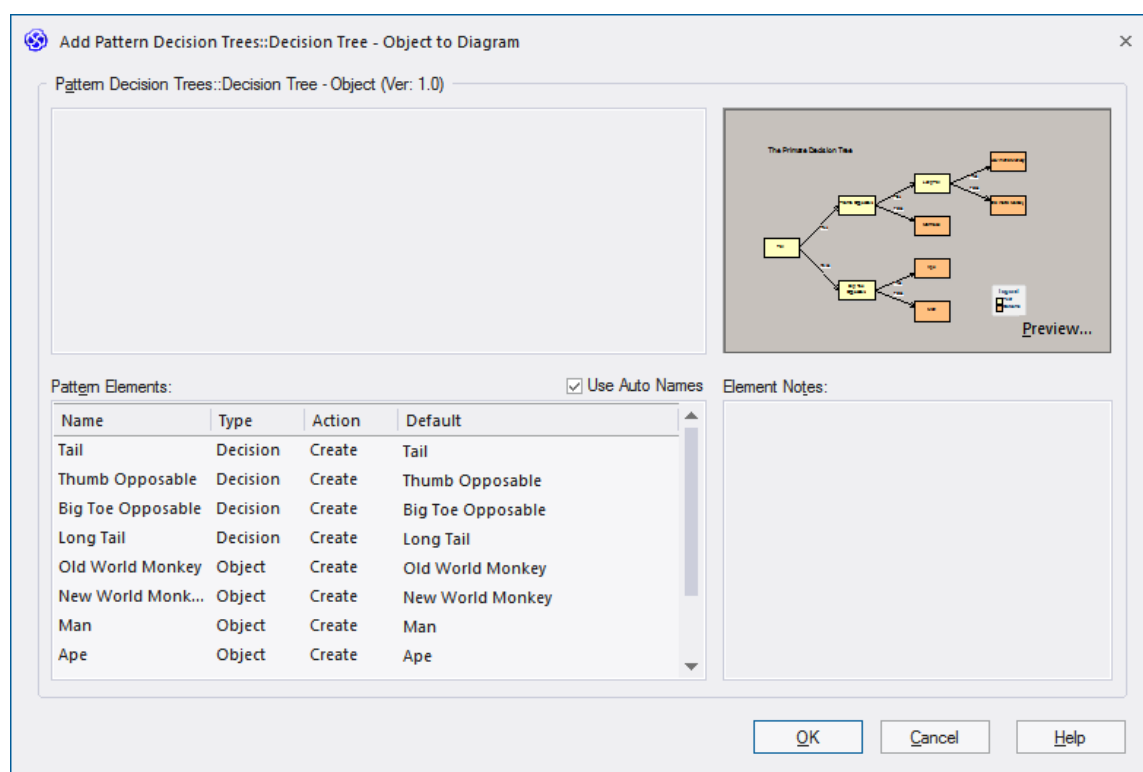 Add Pattern Decision Trees::Decision Tree - Object to Diagram
Pattern Decision Trees::Decision Tree - Object (Ver: 1.0)
The Primate Decision Tree
Preview...
Pattern Elements:
Use Auto Names
Element Notes:
Name Type Action Default
Tail Decision Create Tail
Thumb Opposable Decision Create Thumb Opposable
Big Toe Opposable Decision Create Big Toe Opposable
Long Tail Decision Create Long Tail
Old World Monkey Object Create Old World Monkey
New World Monk... Object Create New World Monkey
Man Object Create Man
Ape Object Create Ape
OK
Cancel
Help